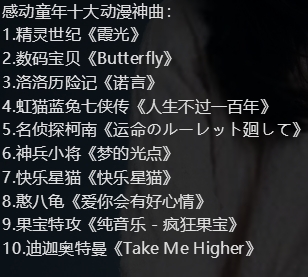 感动童年十大动漫神曲：
1.精灵世纪《霞光》
2.数码宝贝《Butterfly》
3.洛洛历险记《诺言》
4.虹猫蓝兔七侠传《人生不过一百年》
5.名侦探柯南《运命のルーレット廻して》
6.神兵小将《梦的光点》
7.快乐星猫《快乐星猫》
8.憨八龟《爱你会有好心情》
9.果宝特攻《纯音乐 - 疯狂果宝》
10.迪迦奥特曼《Take Me Higher》